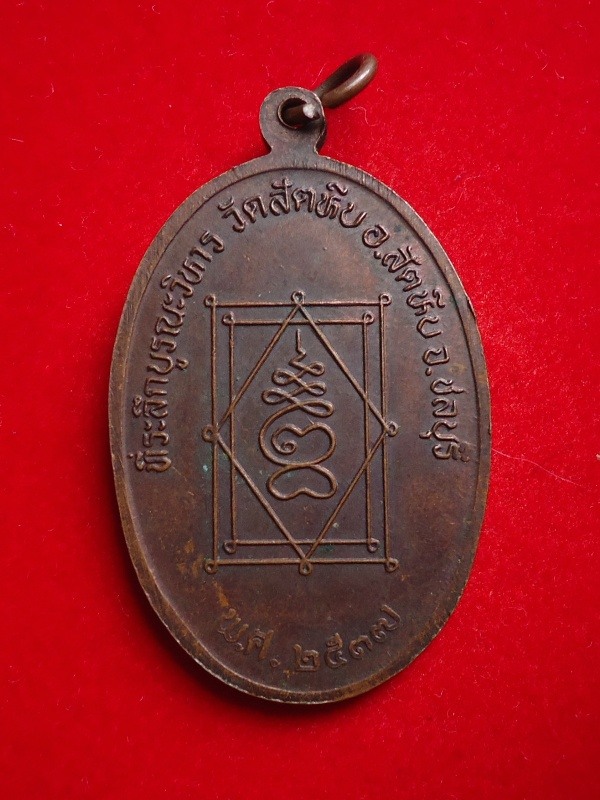 ที่ระลึกบูรณะวิหาร วัดสัตหีบ อ.สัตหีบ จ.ชลบุรี
พ.ศ. ๒๕๓๗